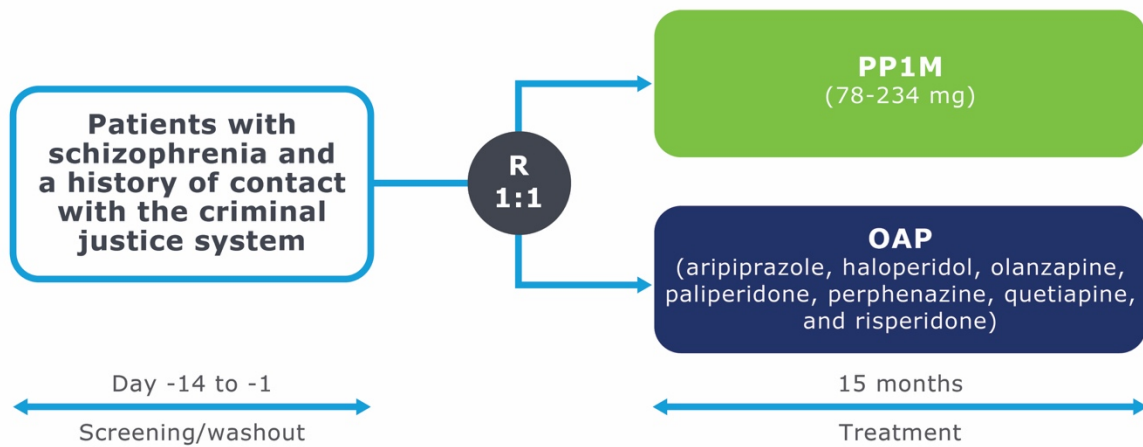 Patients with
schizophrenia and
a history of contact
with the criminal
justice system
R
1:1
PP1M
(78-234 mg)
OAP
(aripiprazole, haloperidol, olanzapine,
paliperidone, perphenazine, quetiapine,
and risperidone)
Day -14 to -1
Screening/washout
15 months
Treatment